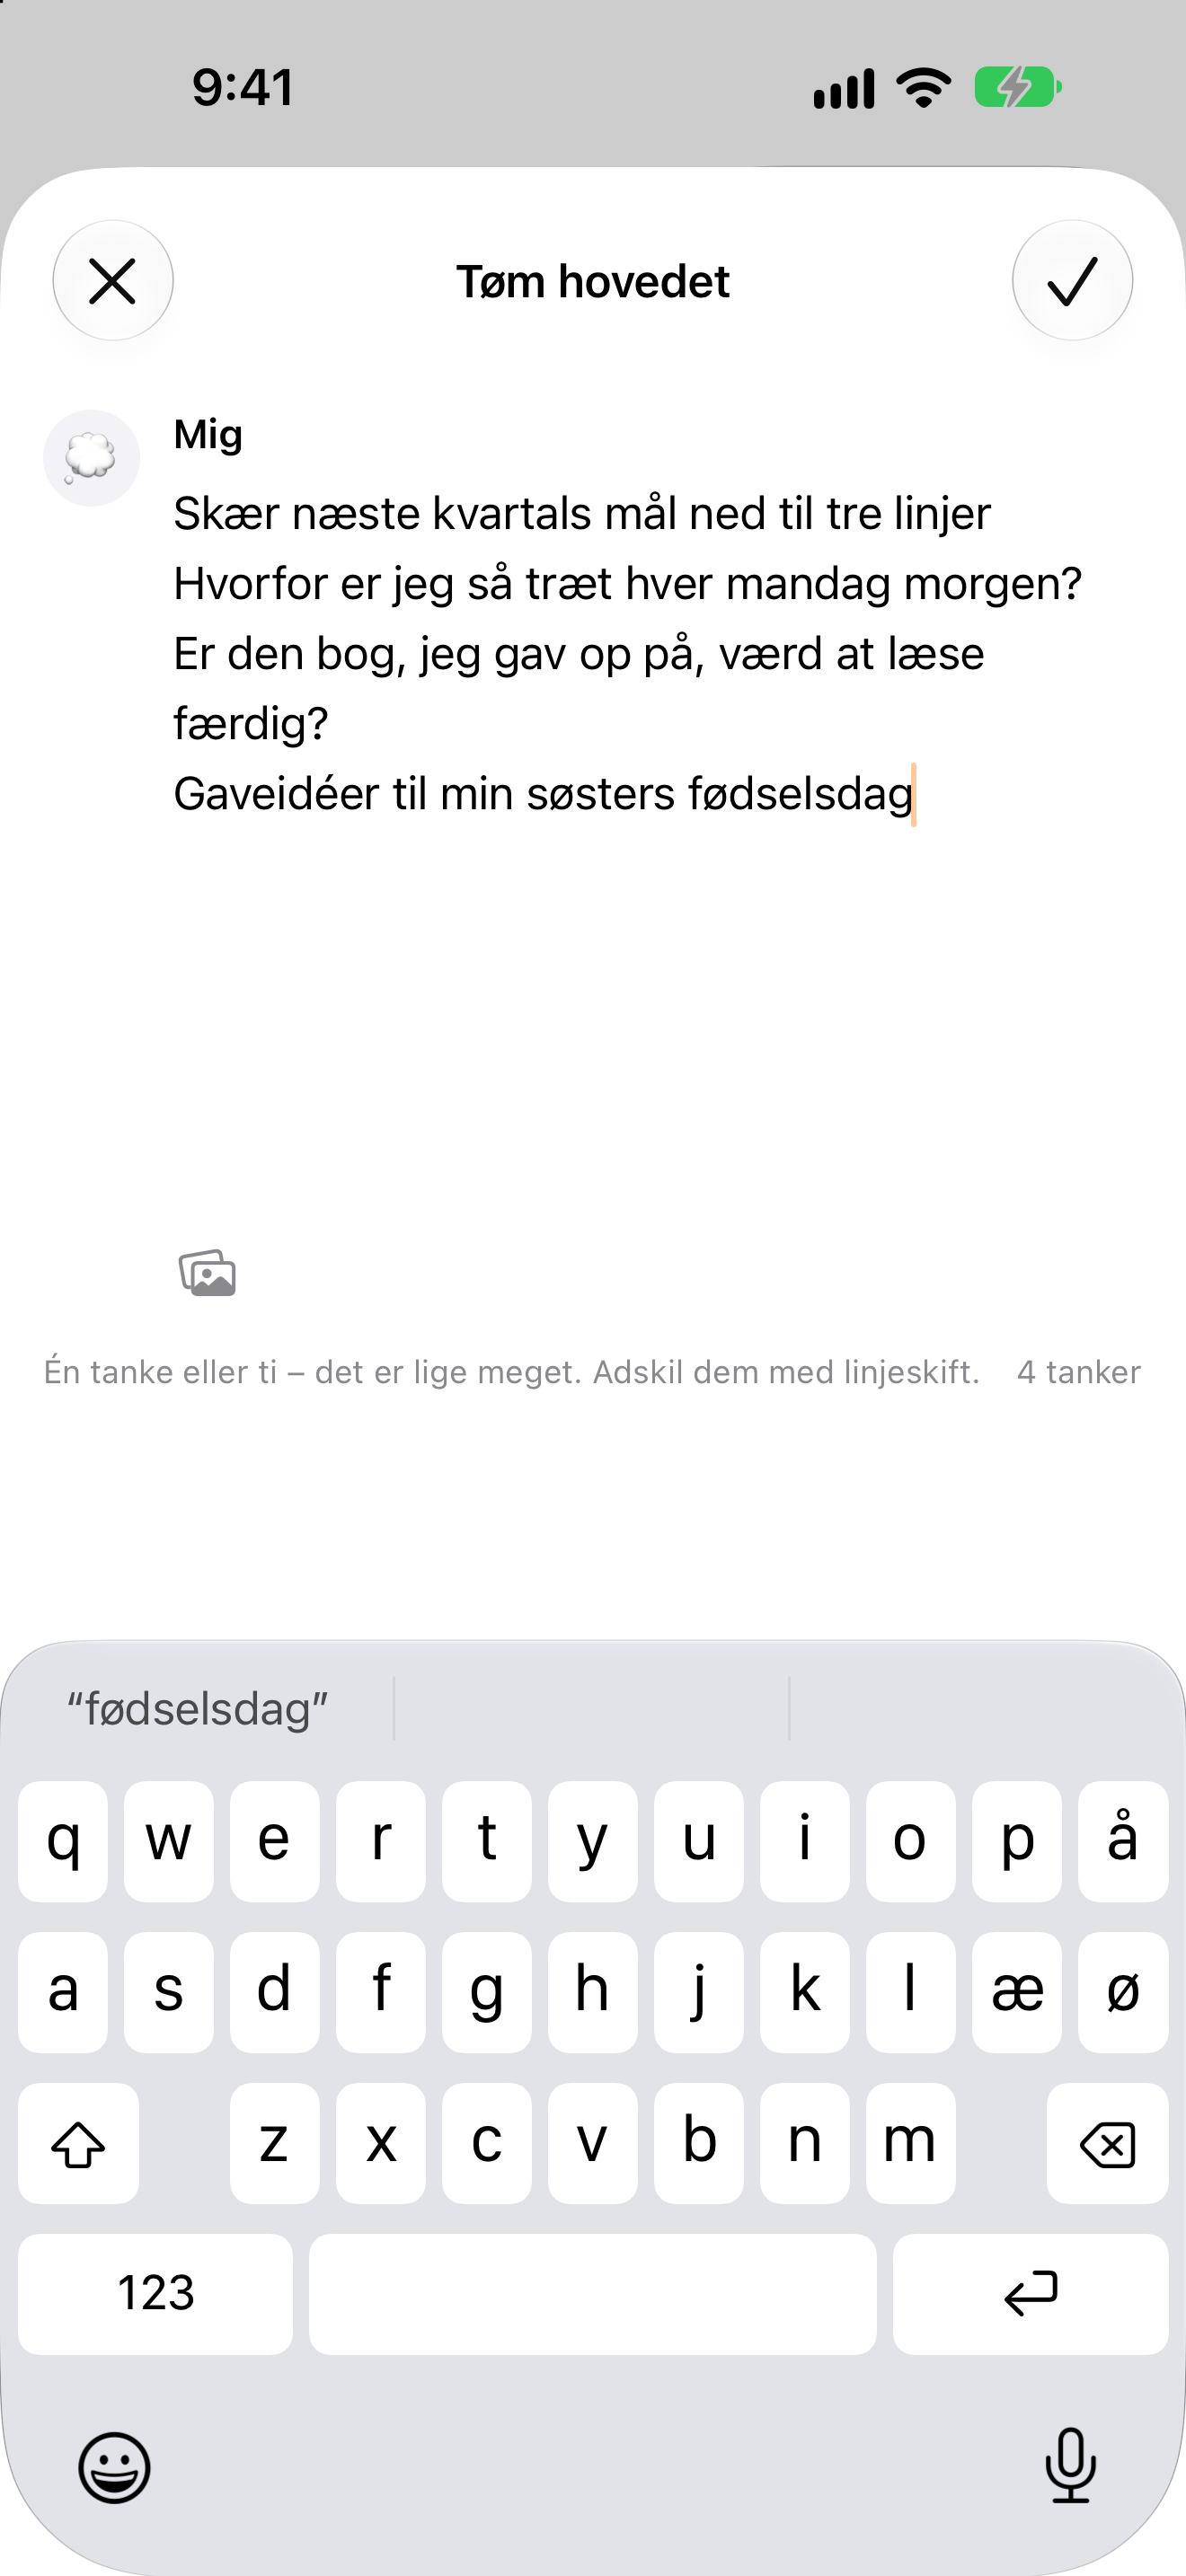 9:41
Tøm hovedet
Mig
Skær næste kvartals mål ned til tre linjer
Hvorfor er jeg så træt hver mandag morgen?
Er den bog, jeg gav op på, værd at læse
færdig?
Gaveidéer til min søsters fødselsdag
Én tanke eller ti – det er lige meget. Adskil dem med linjeskift. 4 tanker
“fødselsdag”
q w e r t y u i o p å
a s d f g h j k l æ ø
z x c v b n m
123